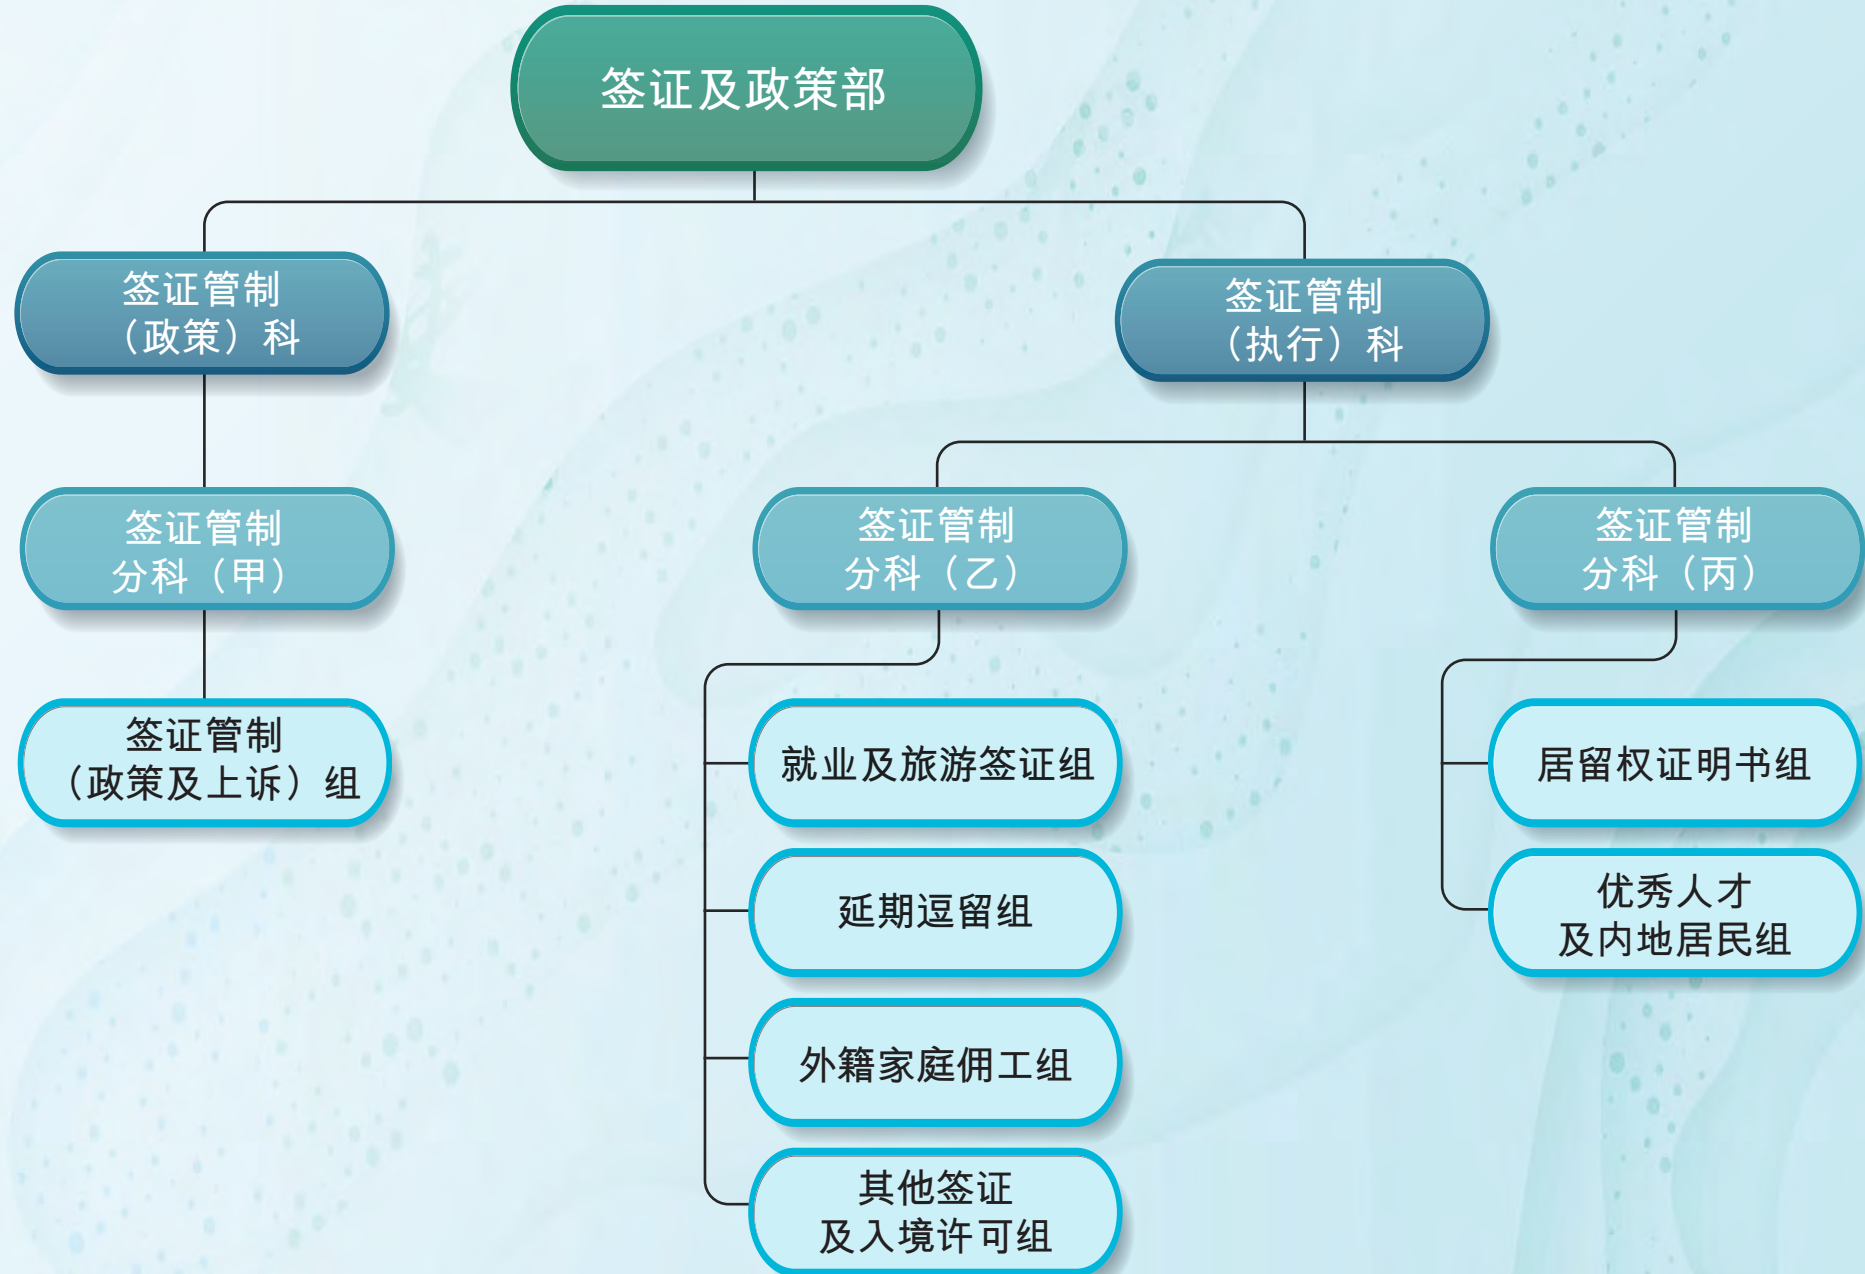 签证及政策部
签证管制
（政策）科
签证管制
（执行）科
签证管制
分科（甲）
签证管制
分科（乙）
签证管制
分科（丙）
签证管制
（政策及上诉）组
就业及旅游签证组
居留权证明书组
延期逗留组
优秀人才
及内地居民组
外籍家庭佣工组
其他签证
及入境许可组